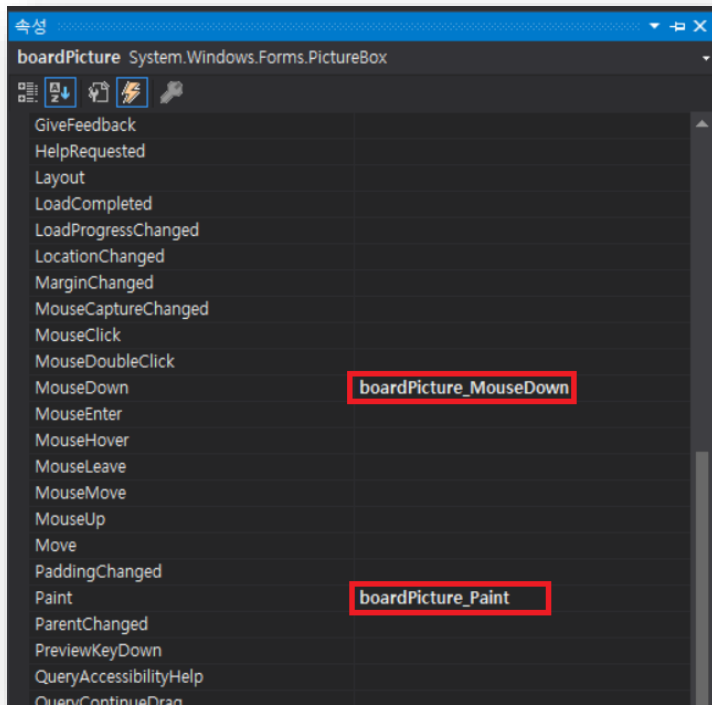 속성
boardPicture System.Windows.Forms.PictureBox
GiveFeedback
HelpRequested
Layout
LoadCompleted
LoadProgressChanged
LocationChanged
MarginChanged
MouseCaptureChanged
MouseClick
MouseDoubleClick
MouseDown boardPicture_MouseDown
MouseEnter
MouseHover
MouseLeave
MouseMove
MouseUp
Move
PaddingChanged
Paint boardPicture_Paint
ParentChanged
PreviewKeyDown
QueryAccessibilityHelp
QueryContinueDrag